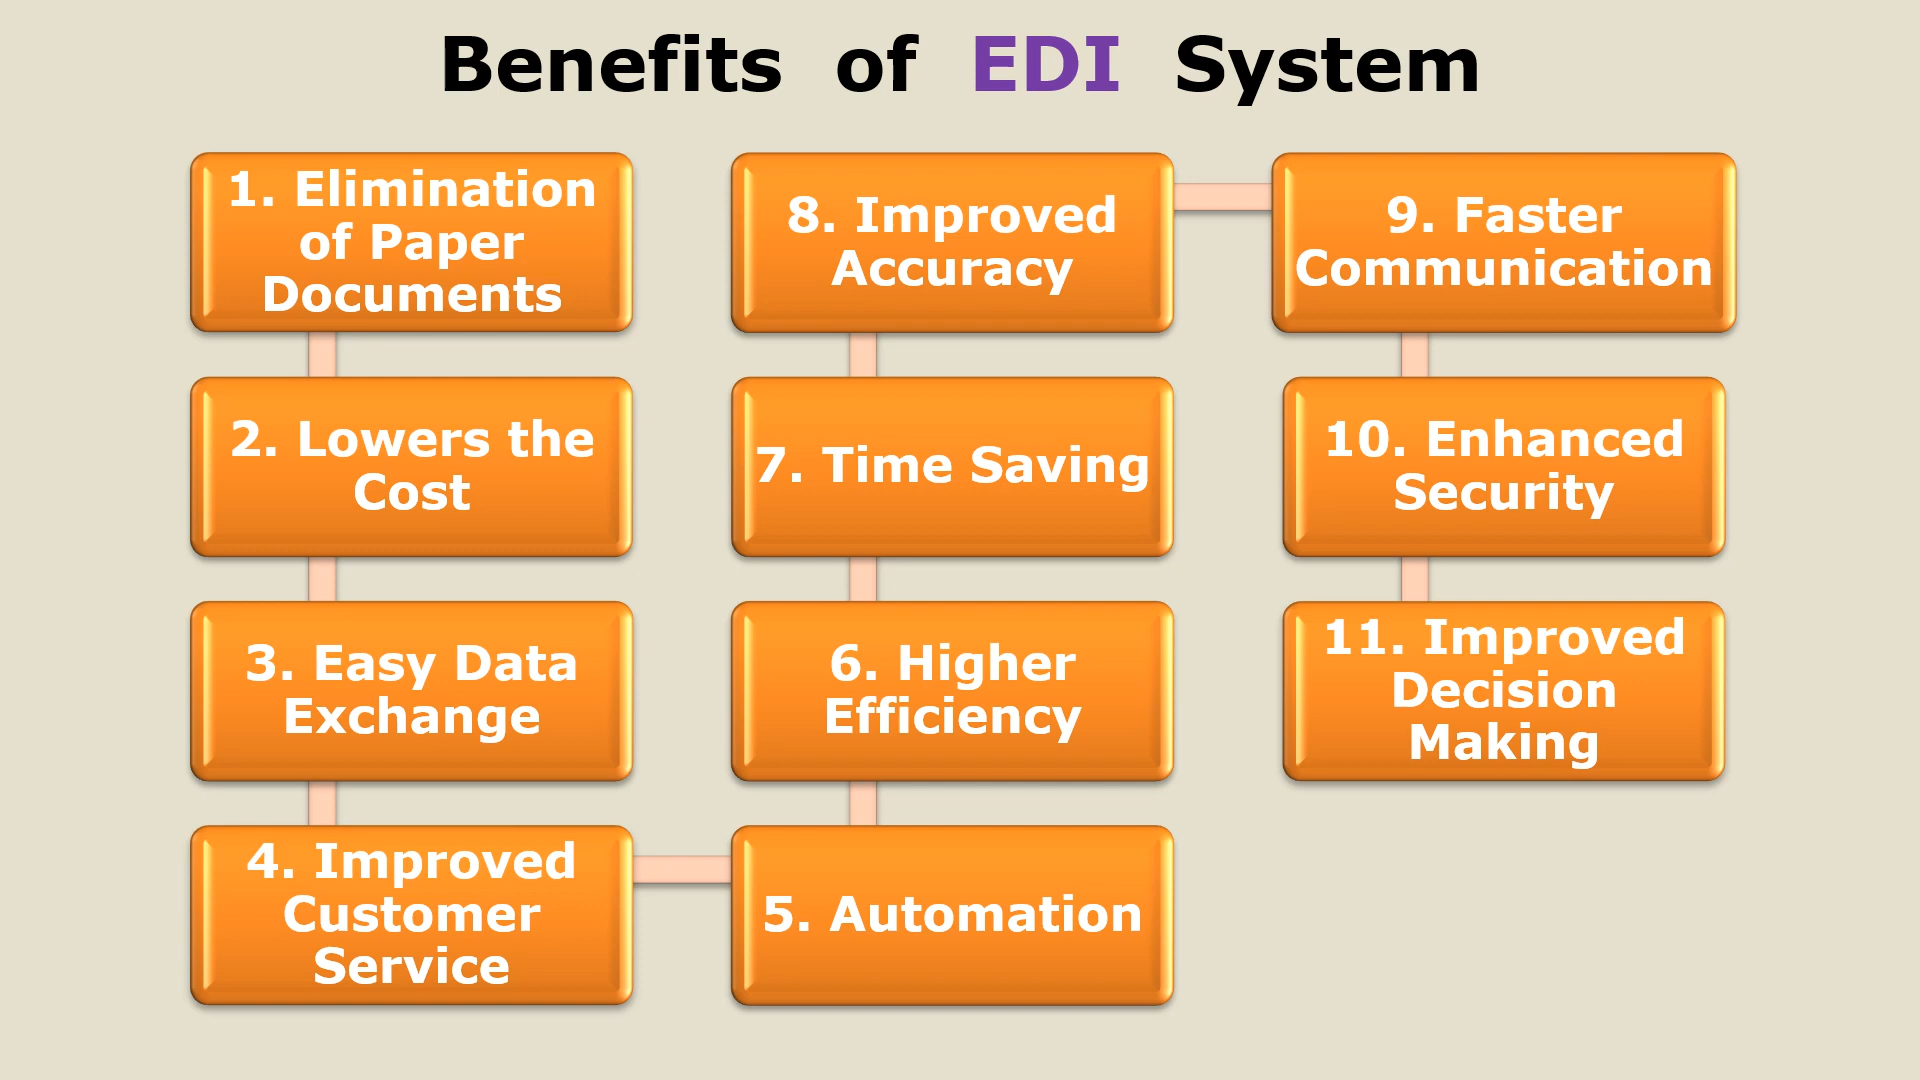 Benefits of EDI System
1. Elimination
of Paper
Documents
2. Lowers the
Cost
3. Easy Data
Exchange
4. Improved
Customer
Service
5. Automation
6. Higher
Efficiency
7. Time Saving
8. Improved
Accuracy
9. Faster
Communication
10. Enhanced
Security
11. Improved
Decision
Making